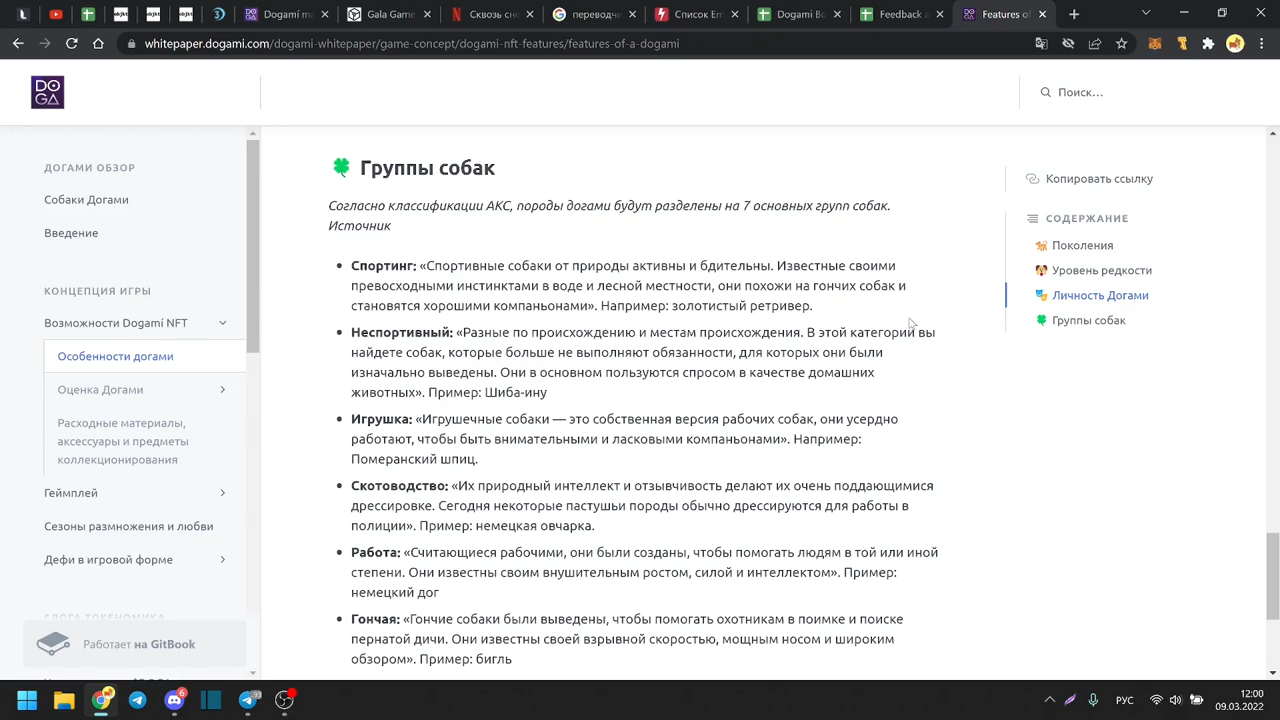 Dogami ma
Gala Game
Сквозь сне
переводчи
Список Em
Dogami Bo
Feedback a
Features of
whitepaper.dogami.com/dogami-whitepaper/game-concept/dogami-nft-features/features-of-a-dogami
DO
GA
Поиск...
ДОГАМИ ОБЗОР
Собаки Догами
Введение
КОНЦЕПЦИЯ ИГРЫ
Возможности Dogamí NFT
Особенности догами
Оценка Догами
Расходные материалы,
аксессуары и предметы
коллекционирования
Геймплей
Сезоны размножения и любви
Дефи в игровой форме
Работает на GitBook
Группы собак
Согласно классификации АКС, породы догами будут разделены на 7 основных групп собак.
Источник
• Спортинг: «Спортивные собаки от природы активны и бдительны. Известные своими
превосходными инстинктами в воде и лесной местности, они похожи на гончих собак и
становятся хорошими компаньонами». Например: золотистый ретривер.
• Неспортивный: «Разные по происхождению и местам происхождения. В этой категории вы
найдете собак, которые больше не выполняют обязанности, для которых они были
изначально выведены. Они в основном пользуются спросом в качестве домашних
животных». Пример: Шиба-ину
• Игрушка: «Игрушечные собаки — это собственная версия рабочих собак, они усердно
работают, чтобы быть внимательными и ласковыми компаньонами». Например:
Померанский шпиц.
• Скотоводство: «Их природный интеллект и отзывчивость делают их очень поддающимися
дрессировке. Сегодня некоторые пастушьи породы обычно дрессируются для работы в
полиции». Пример: немецкая овчарка.
• Работа: «Считающиеся рабочими, они были созданы, чтобы помогать людям в той или иной
степени. Они известны своим внушительным ростом, силой и интеллектом». Пример:
немецкий дог
• Гончая: «Гончие собаки были выведены, чтобы помогать охотникам в поимке и поиске
пернатой дичи. Они известны своей взрывной скоростью, мощным носом и широким
обзором». Пример: бигль
Копировать ссылку
СОДЕРЖАНИЕ
Поколения
Уровень редкости
Личность Догами
Группы собак
РУС
12:00
09.03.2022